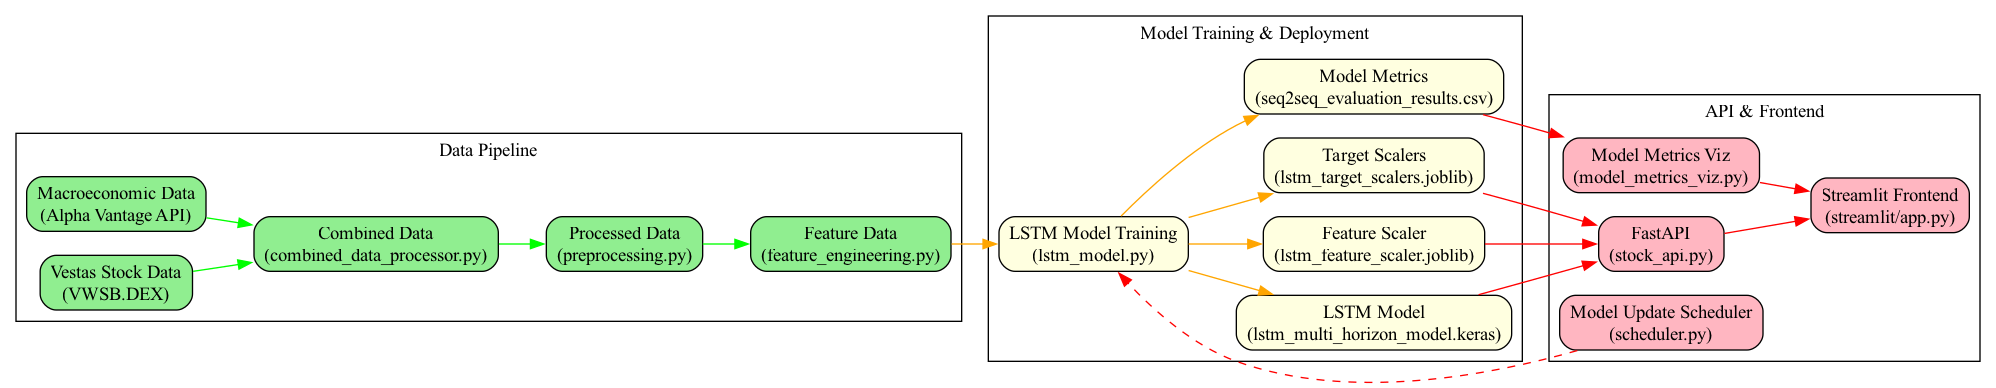 Data Pipeline
Macroeconomic Data
(Alpha Vantage API)
Vestas Stock Data
(VWSB.DEX)
Combined Data
(combined_data_processor.py)
Processed Data
(preprocessing.py)
Feature Data
(feature_engineering.py)
Model Training & Deployment
LSTM Model Training
(lstm_model.py)
Model Metrics
(seq2seq_evaluation_results.csv)
Target Scalers
(lstm_target_scalers.joblib)
Feature Scaler
(lstm_feature_scaler.joblib)
LSTM Model
(lstm_multi_horizon_model.keras)
API & Frontend
Model Metrics Viz
(model_metrics_viz.py)
FastAPI
(stock_api.py)
Model Update Scheduler
(scheduler.py)
Streamlit Frontend
(streamlit/app.py)